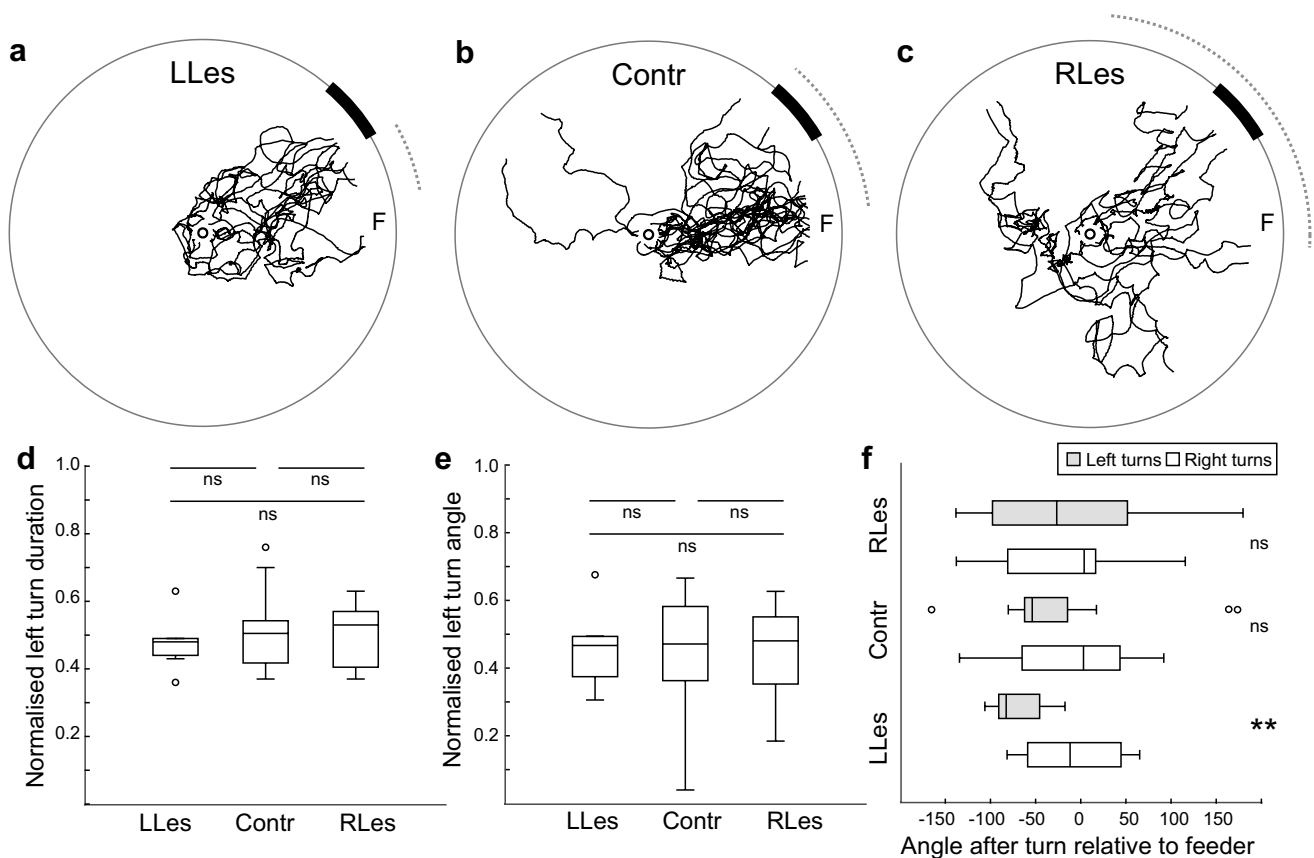 a
LLes
F
b
Contr
F
c
RLes
F
d
Normalised left turn duration
1.0
0.8
0.6
0.4
0.2
ns
ns
ns
LLes Contr RLes
e
Normalised left turn angle
1.0
0.8
0.6
0.4
0.2
ns
ns
ns
LLes Contr RLes
f
Left turns Right turns
RLes
Contr
LLes
ns
ns
**
-150 -100 -50 0 50 100 150
Angle after turn relative to feeder